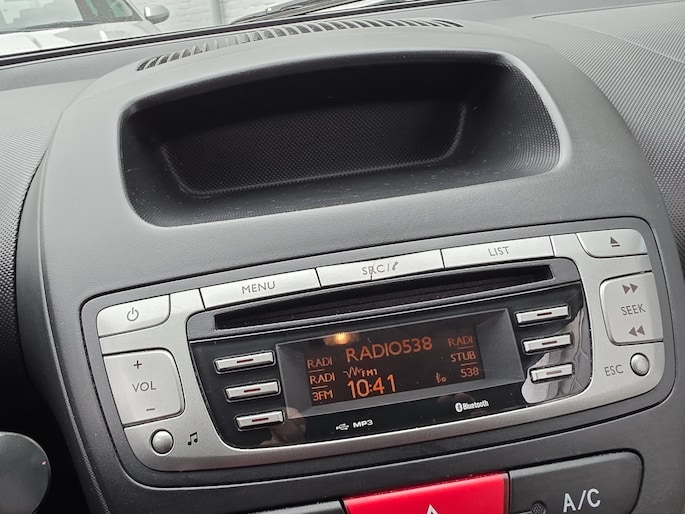 MENU
SRC/
LIST
SEEK
ESC
+
VOL
−
RADI RADIO538 RADI
RADI FM1 STUB
3FM 10:41 538
MP3
Bluetooth
A/C